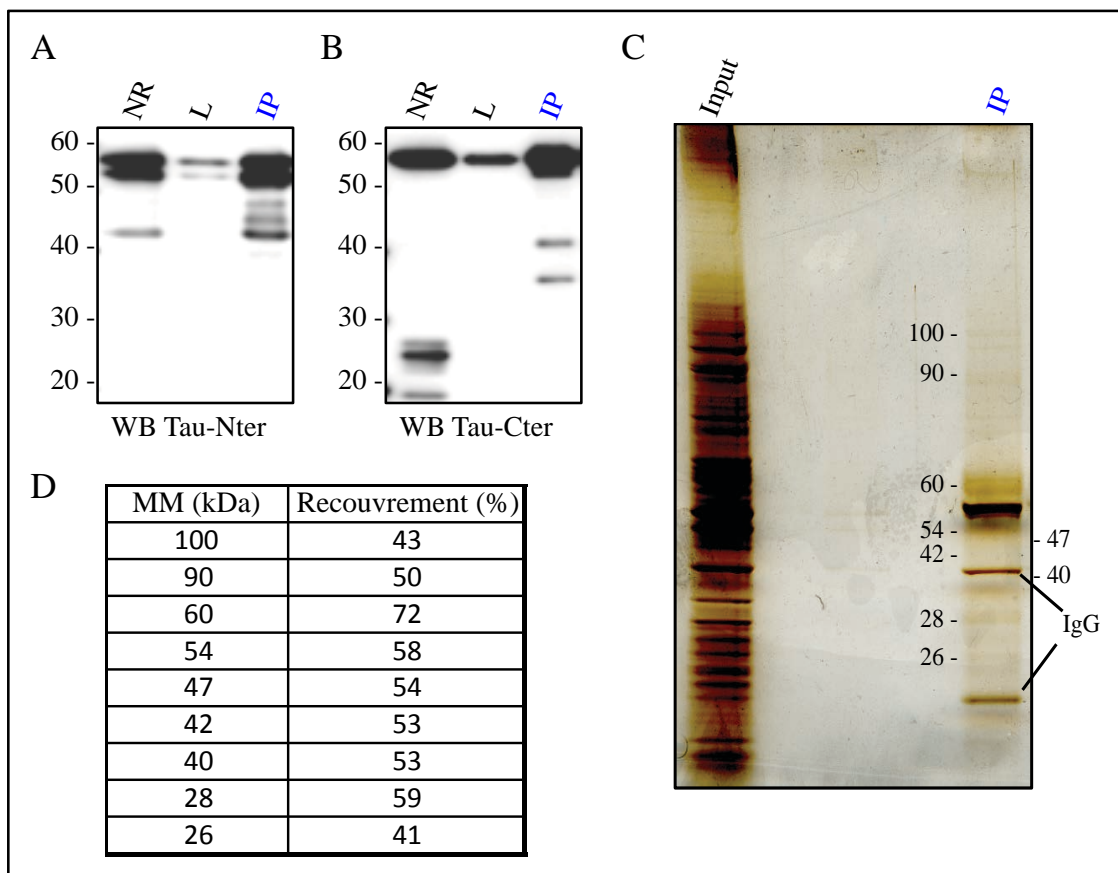 A
NR
L
IP
60 -
50 -
40 -
30 -
20 -
WB Tau-Nter
B
NR
L
IP
60 -
50 -
40 -
30 -
20 -
WB Tau-Cter
C
Input
IP
100 -
90 -
60 -
54 -
42 -
28 -
26 -
- 47
- 40
IgG
D
MM (kDa) Recouvrement (%)
100 43
90 50
60 72
54 58
47 54
42 53
40 53
28 59
26 41